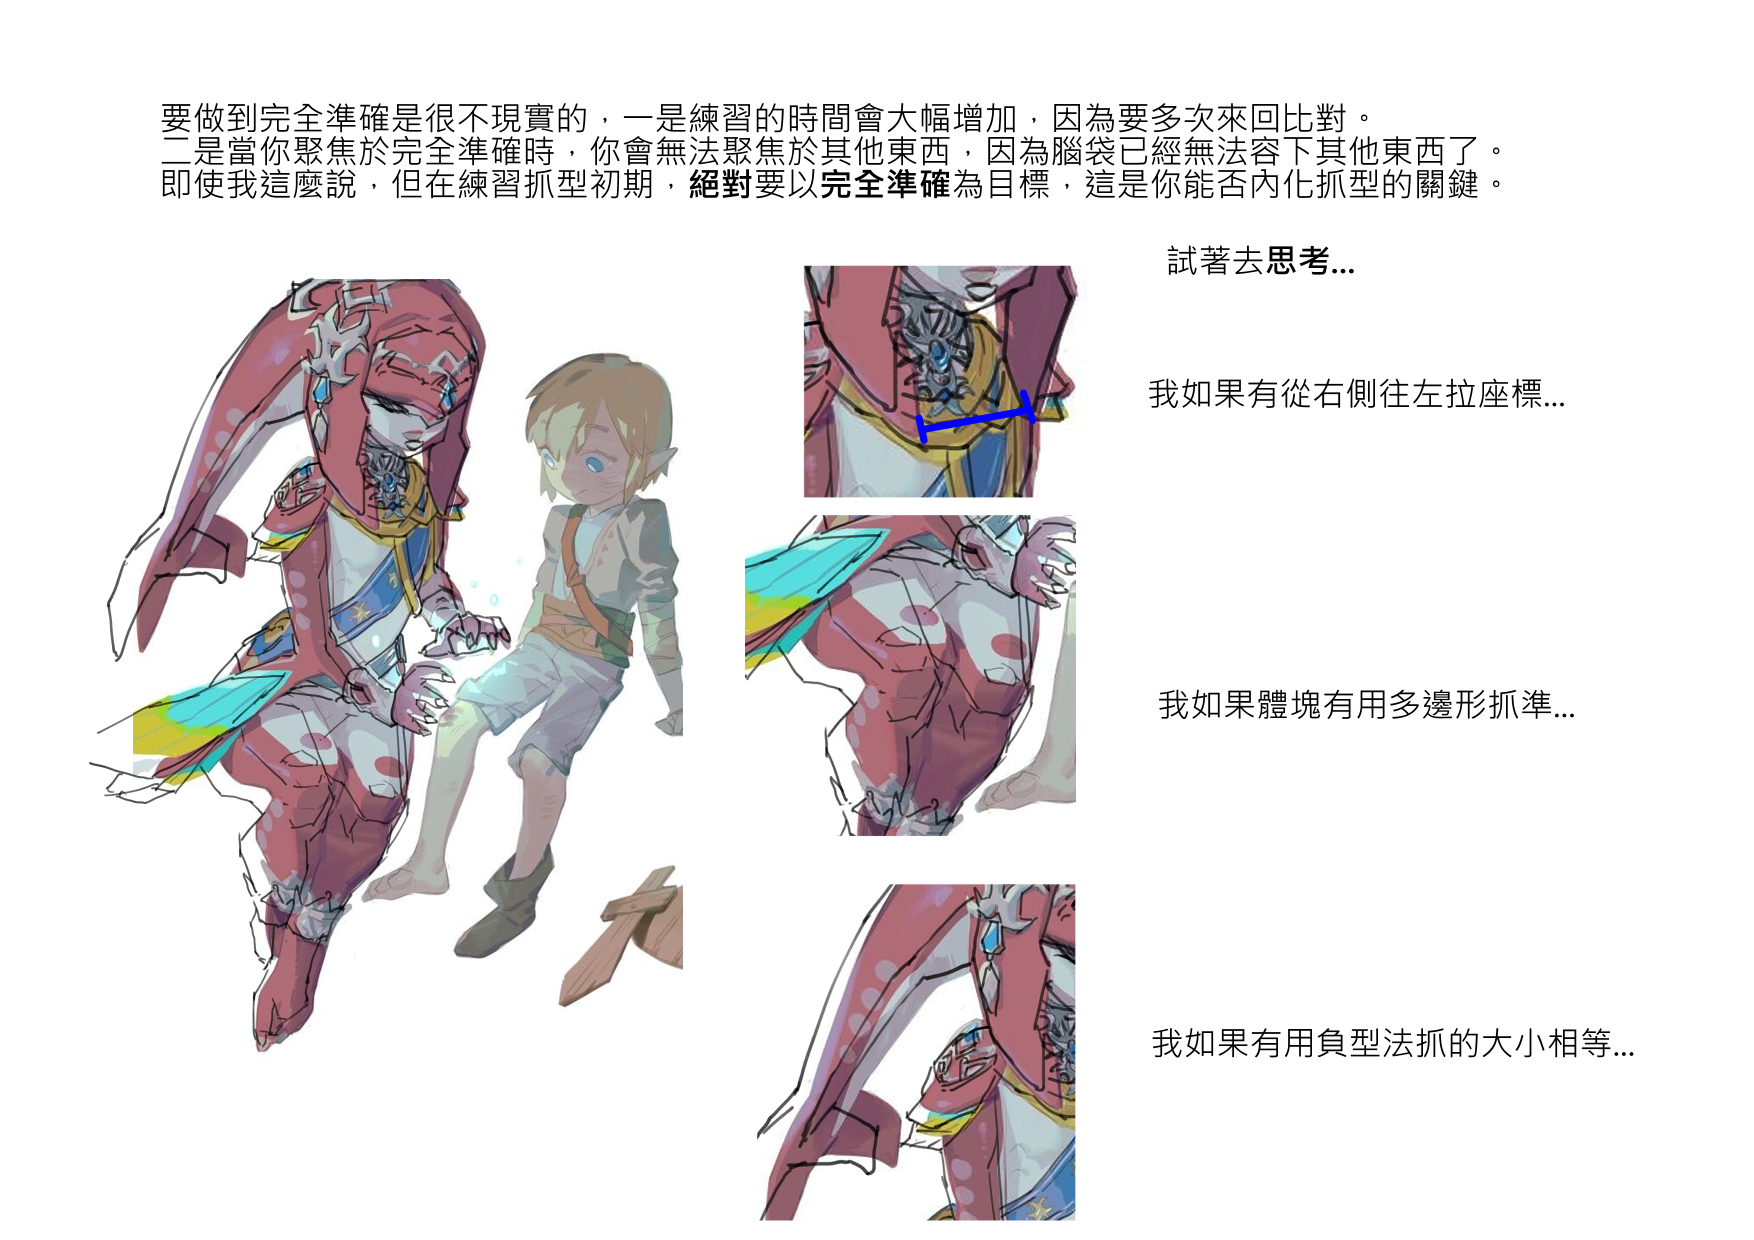 要做到完全準確是很不現實的，一是練習的時間會大幅增加，因為要多次來回比對。
二是當你聚焦於完全準確時，你會無法聚焦於其他東西，因為腦袋已經無法容下其他東西了。
即使我這麼說，但在練習抓型初期，絕對要以完全準確為目標，這是你能否內化抓型的關鍵。
試著去思考...
我如果有從右側往左拉座標...
我如果體塊有用多邊形抓準...
我如果有用負型法抓的大小相等...